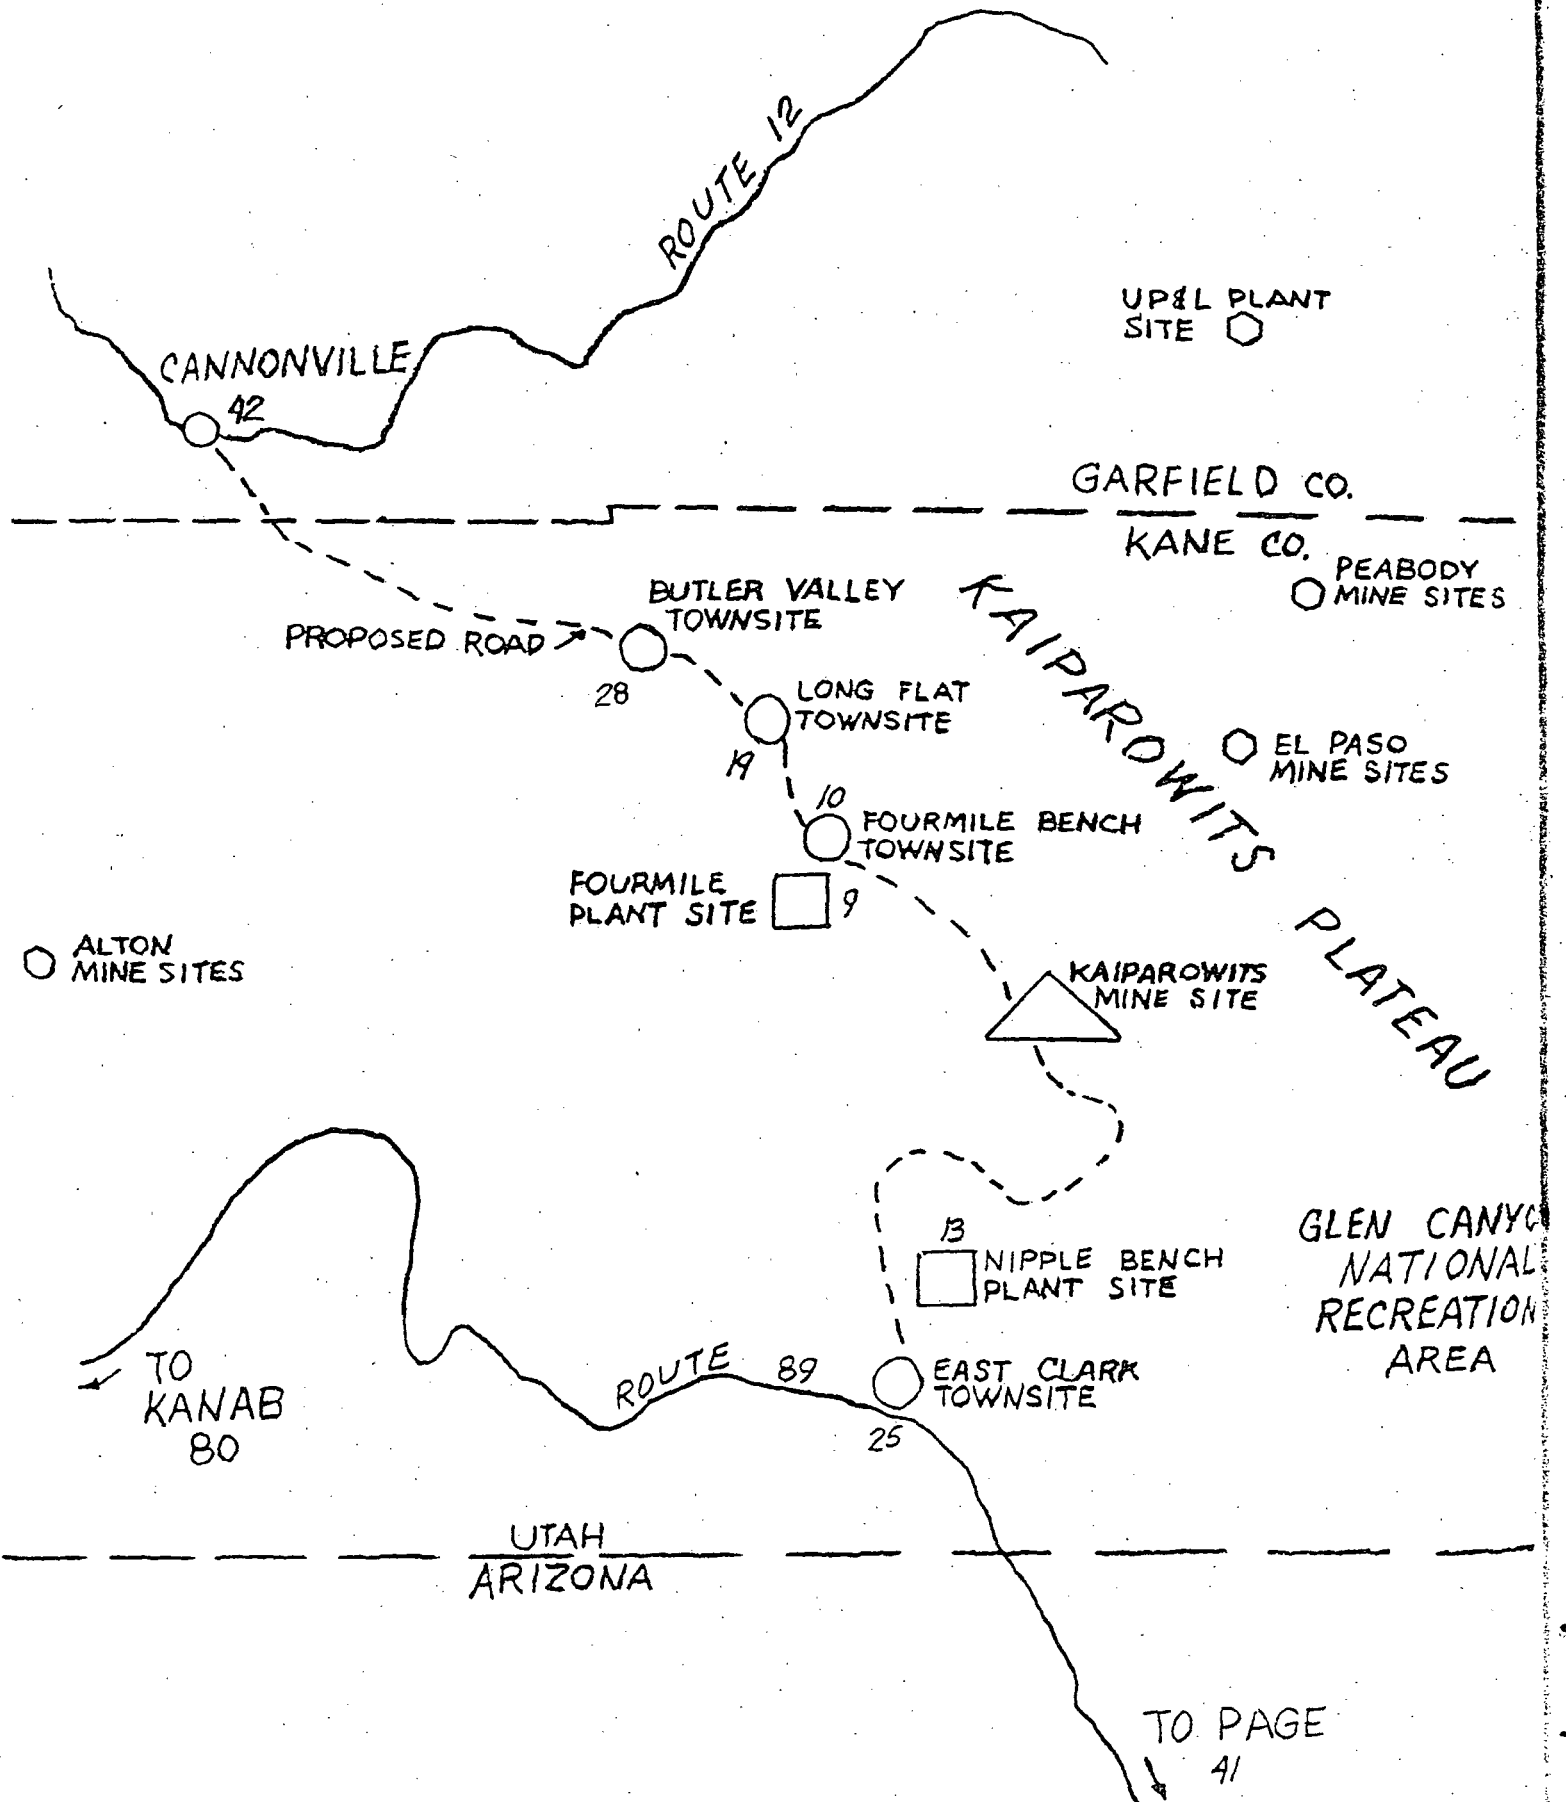 ROUTE 12
UP&L PLANT
SITE
CANNONVILLE
42
GARFIELD CO.
KANE CO.
PEABODY
MINE SITES
BUTLER VALLEY
TOWNSITE
PROPOSED ROAD
28
KAIPAROWITS PLATEAU
LONG FLAT
TOWNSITE
19
EL PASO
MINE SITES
10
FOURMILE BENCH
TOWNSITE
FOURMILE
PLANT SITE
9
ALTON
MINE SITES
KAIPAROWITS
MINE SITE
13
NIPPLE BENCH
PLANT SITE
GLEN CANYO
NATIONAL
RECREATION
AREA
TO
KANAB
80
ROUTE 89
EAST CLARK
TOWNSITE
25
UTAH
ARIZONA
TO PAGE
41